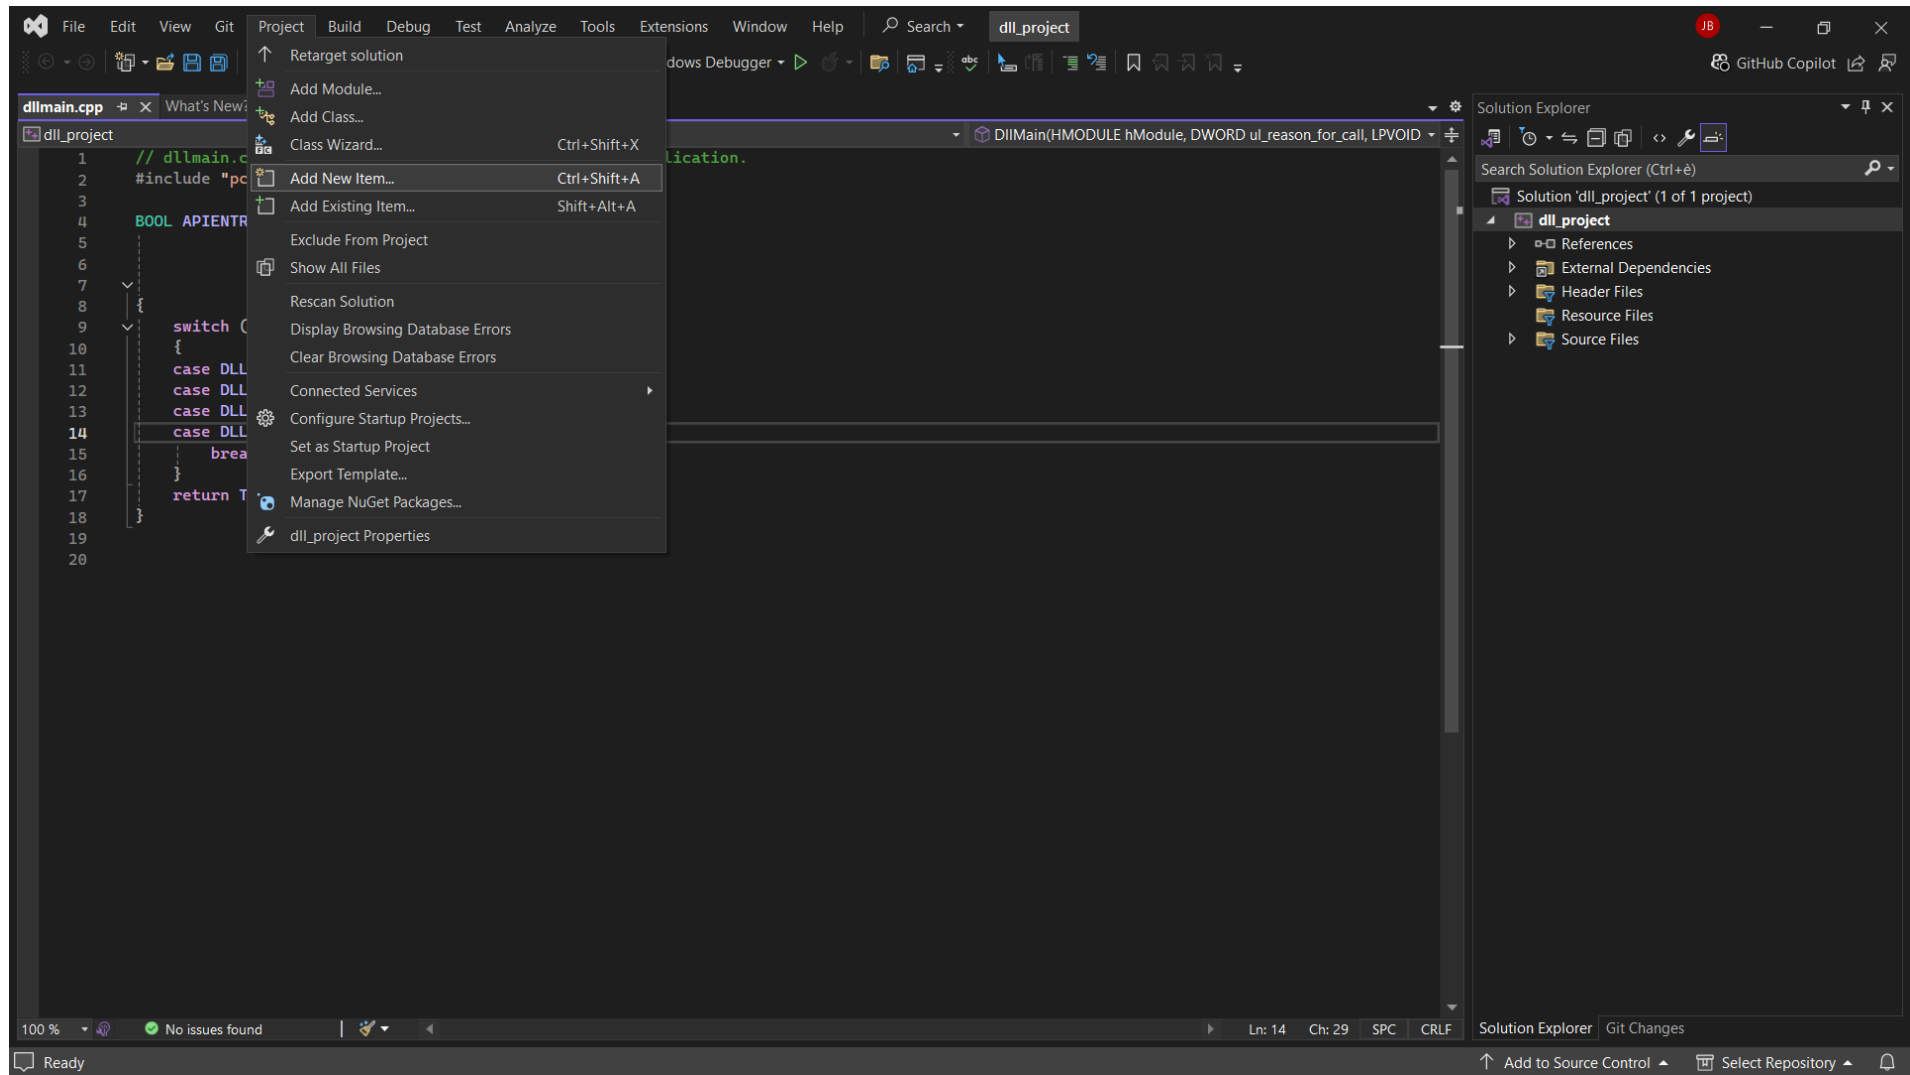 File Edit View Git Project Build Debug Test Analyze Tools Extensions Window Help Search dll_project JB
dows Debugger GitHub Copilot
dllmain.cpp What's New?
dll_project DllMain(HMODULE hModule, DWORD ul_reason_for_call, LPVOID
Retarget solution
Add Module...
Add Class...
Class Wizard... Ctrl+Shift+X
Add New Item... Ctrl+Shift+A
Add Existing Item... Shift+Alt+A
Exclude From Project
Show All Files
Rescan Solution
Display Browsing Database Errors
Clear Browsing Database Errors
Connected Services
Configure Startup Projects...
Set as Startup Project
Export Template...
Manage NuGet Packages...
dll_project Properties
1 // dllmain.c lication.
2 #include "pc
3
4 BOOL APIENTR
5
6
7
8 {
9 switch (
10 {
11 case DLL
12 case DLL
13 case DLL
14 case DLL
15 brea
16 }
17 return T
18 }
19
20
Solution Explorer
Search Solution Explorer (Ctrl+è)
Solution 'dll_project' (1 of 1 project)
dll_project
References
External Dependencies
Header Files
Resource Files
Source Files
100 % No issues found Ln: 14 Ch: 29 SPC CRLF
Solution Explorer Git Changes
Ready Add to Source Control Select Repository